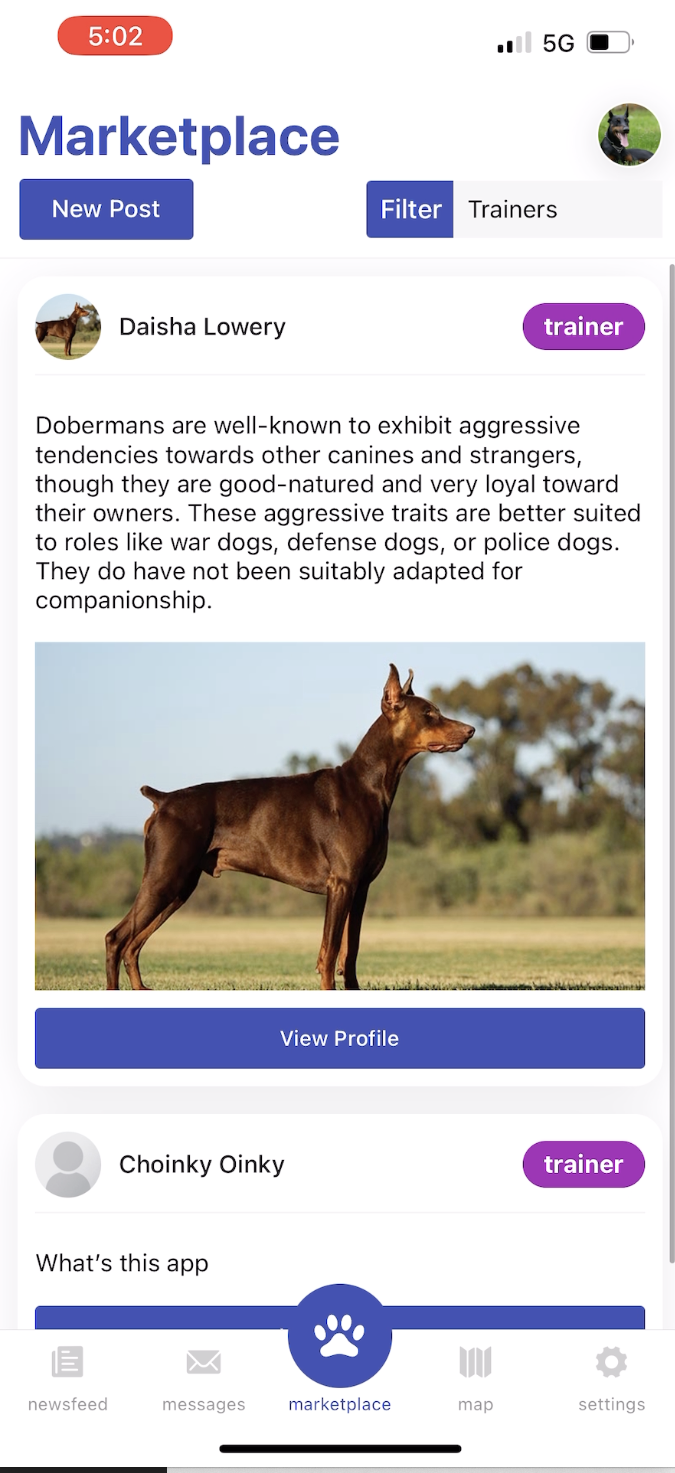 5:02 5G
Marketplace
New Post Filter Trainers
Daisha Lowery trainer
Dobermans are well-known to exhibit aggressive
tendencies towards other canines and strangers,
though they are good-natured and very loyal toward
their owners. These aggressive traits are better suited
to roles like war dogs, defense dogs, or police dogs.
They do have not been suitably adapted for
companionship.
View Profile
Choinky Oinky trainer
What’s this app
newsfeed messages marketplace map settings